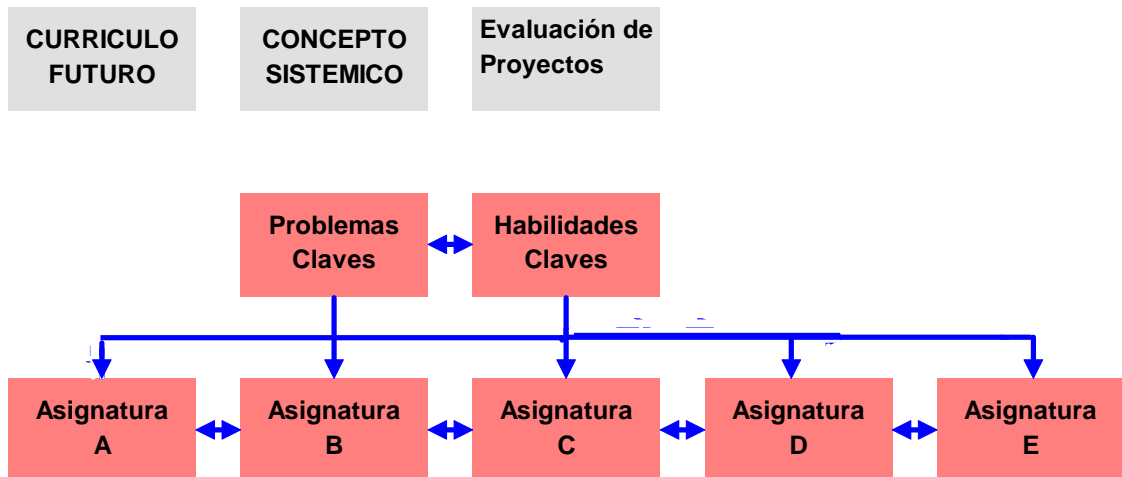 CURRICULO
FUTURO
CONCEPTO
SISTEMICO
Evaluación de
Proyectos
Problemas
Claves
Habilidades
Claves
Asignatura
A
Asignatura
B
Asignatura
C
Asignatura
D
Asignatura
E